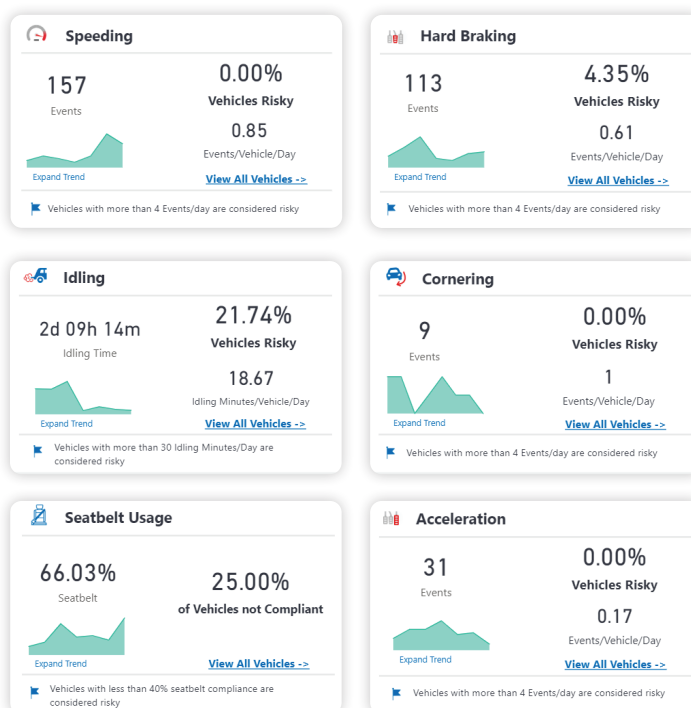 Speeding
157
Events
0.00%
Vehicles Risky
0.85
Events/Vehicle/Day
Expand Trend
View All Vehicles ->
Vehicles with more than 4 Events/day are considered risky
Hard Braking
113
Events
4.35%
Vehicles Risky
0.61
Events/Vehicle/Day
Expand Trend
View All Vehicles ->
Vehicles with more than 4 Events/day are considered risky
Idling
2d 09h 14m
Idling Time
21.74%
Vehicles Risky
18.67
Idling Minutes/Vehicle/Day
Expand Trend
View All Vehicles ->
Vehicles with more than 30 Idling Minutes/Day are
considered risky
Cornering
9
Events
0.00%
Vehicles Risky
1
Events/Vehicle/Day
Expand Trend
View All Vehicles ->
Vehicles with more than 4 Events/day are considered risky
Seatbelt Usage
66.03%
Seatbelt
25.00%
of Vehicles not Compliant
Expand Trend
View All Vehicles ->
Vehicles with less than 40% seatbelt compliance are
considered risky
Acceleration
31
Events
0.00%
Vehicles Risky
0.17
Events/Vehicle/Day
Expand Trend
View All Vehicles ->
Vehicles with more than 4 Events/day are considered risky